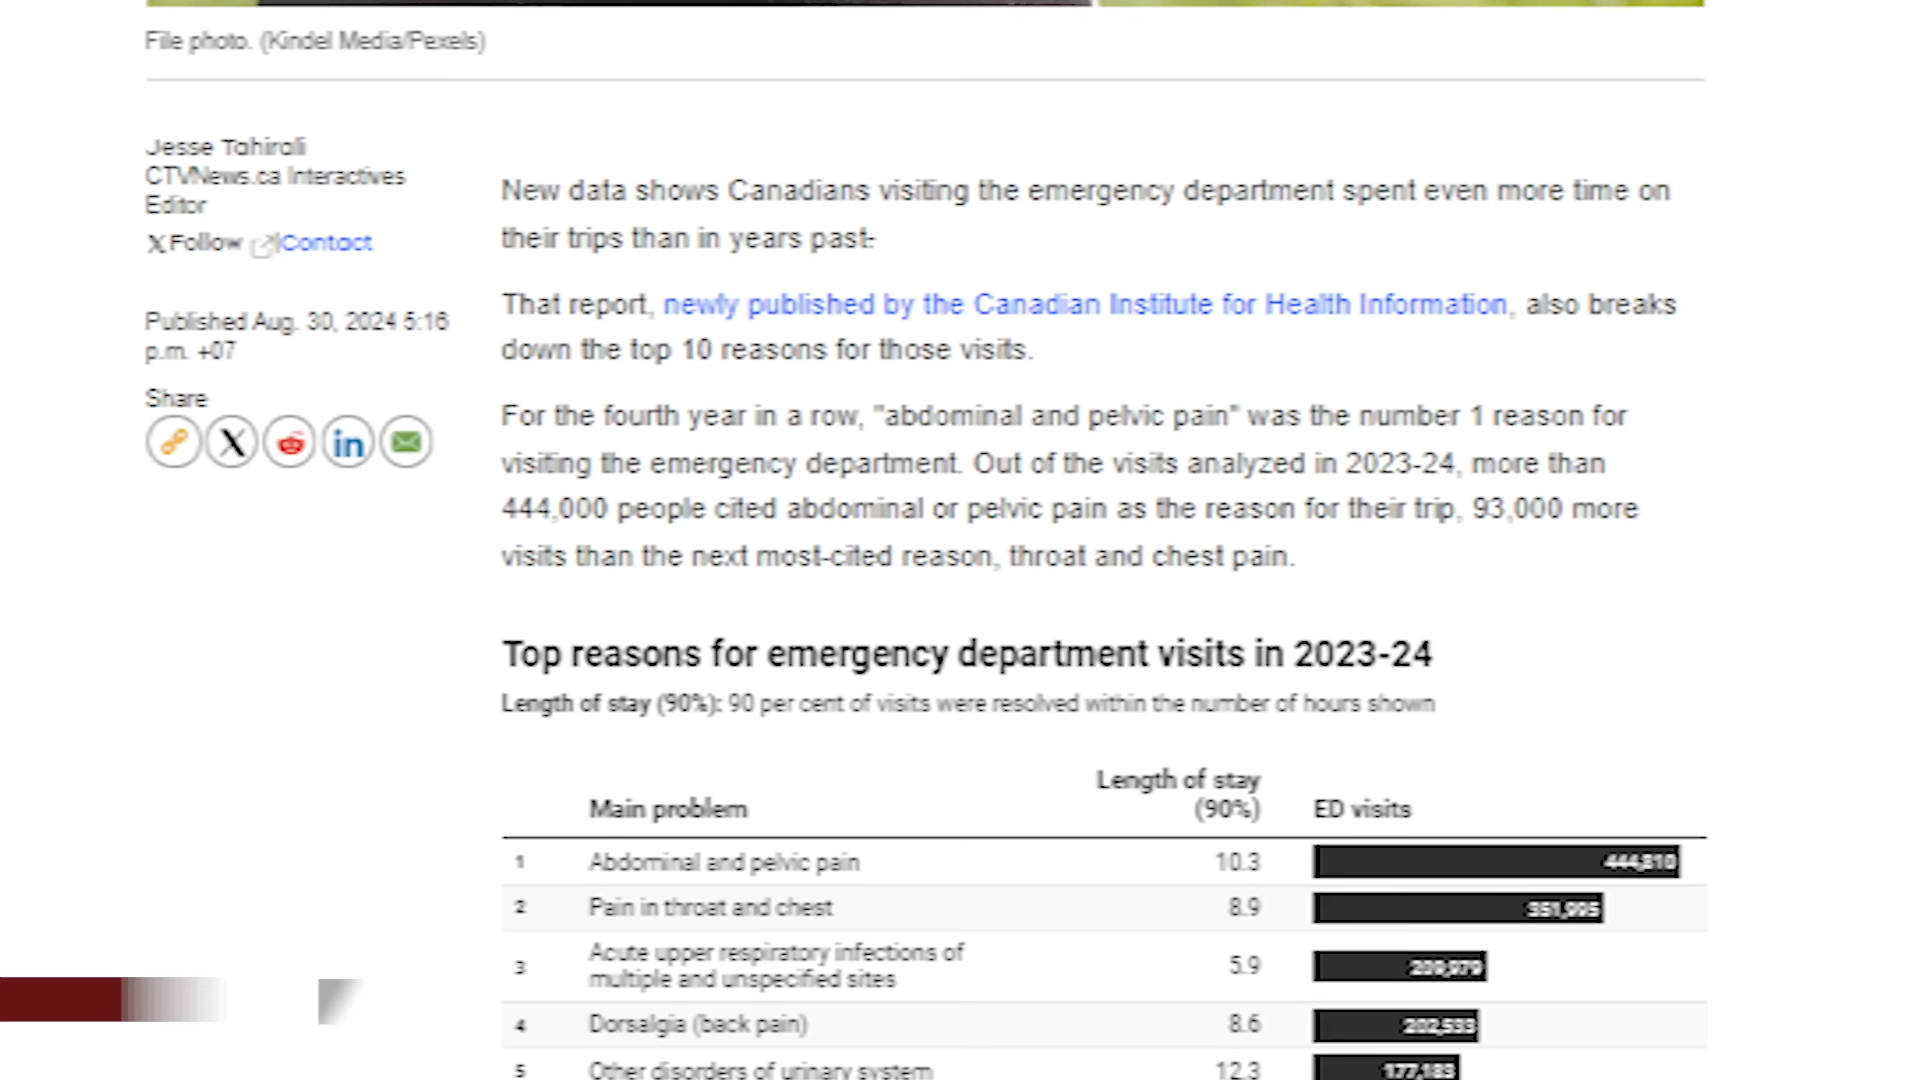 File photo. (Kindel Media/Pexels)
Jesse Tahirali
CTVNews.ca Interactives
Editor
X Follow | Contact
Published Aug. 30, 2024 5:16
p.m. +07
Share
New data shows Canadians visiting the emergency department spent even more time on
their trips than in years past.
That report, newly published by the Canadian Institute for Health Information, also breaks
down the top 10 reasons for those visits.
For the fourth year in a row, "abdominal and pelvic pain" was the number 1 reason for
visiting the emergency department. Out of the visits analyzed in 2023-24, more than
444,000 people cited abdominal or pelvic pain as the reason for their trip, 93,000 more
visits than the next most-cited reason, throat and chest pain.
Top reasons for emergency department visits in 2023-24
Length of stay (90%): 90 per cent of visits were resolved within the number of hours shown
Main problem Length of stay (90%) ED visits
1 Abdominal and pelvic pain 10.3
2 Pain in throat and chest 8.9
3 Acute upper respiratory infections of
multiple and unspecified sites 5.9
4 Dorsalgia (back pain) 8.6 202,533
5 Other disorders of urinary system 12.3